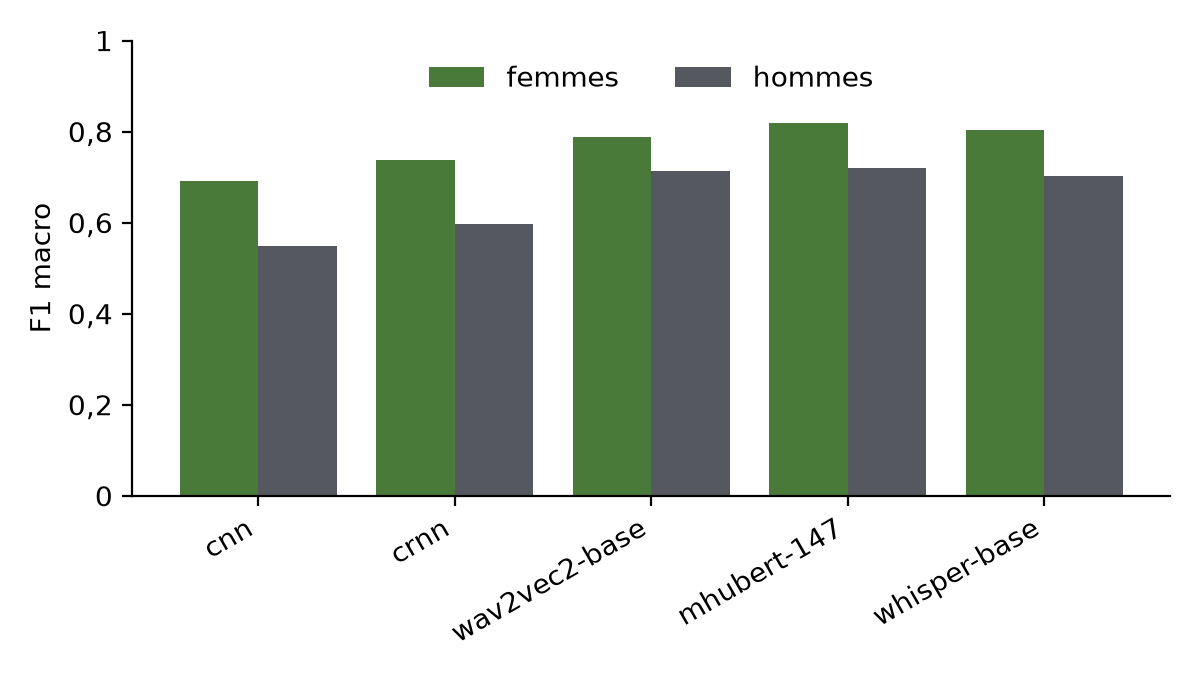 1
femmes hommes
0,8
0,6
0,4
0,2
0
F1 macro
cnn
crnn
wav2vec2-base
mhubert-147
whisper-base